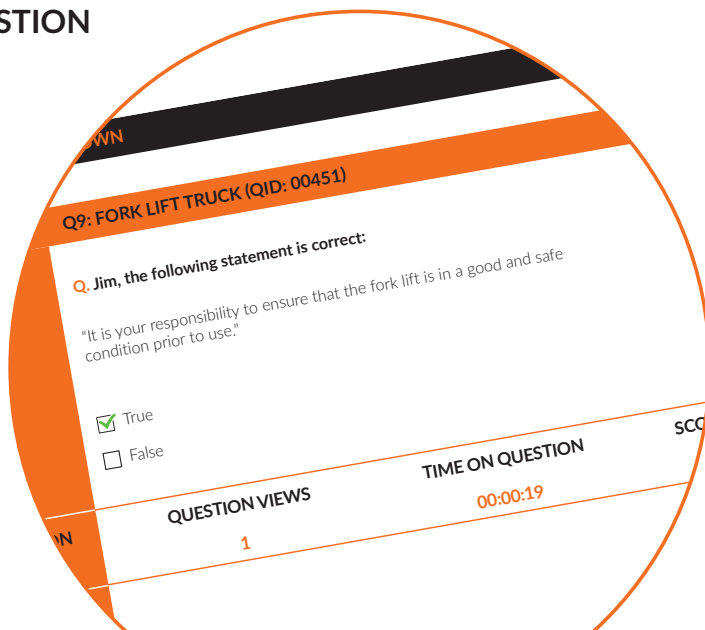 STION
WN
Q9: FORK LIFT TRUCK (QID: 00451)
Q. Jim, the following statement is correct:
“It is your responsibility to ensure that the fork lift is in a good and safe
condition prior to use.”
True
False
QUESTION VIEWS TIME ON QUESTION SCO
ON 1 00:00:19